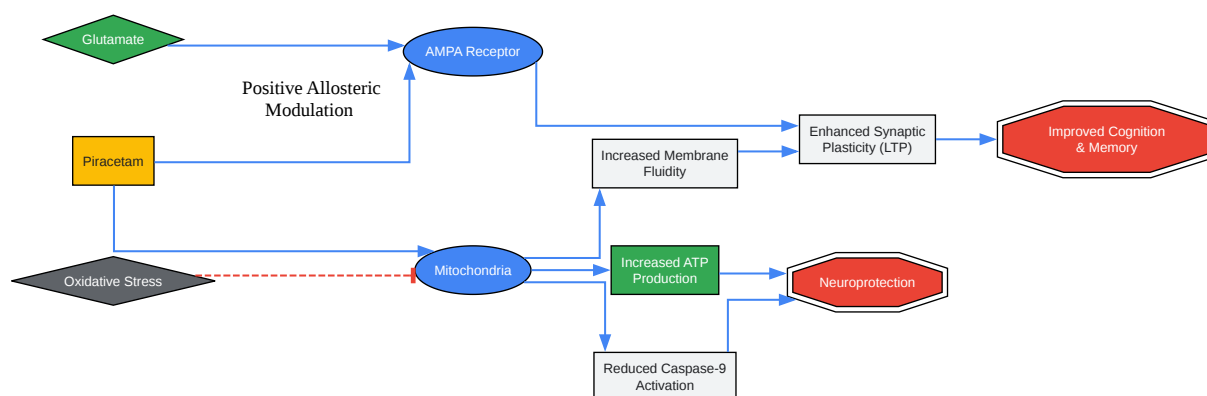 Glutamate
AMPA Receptor
Positive Allosteric
Modulation
Piracetam
Enhanced Synaptic
Plasticity (LTP)
Improved Cognition
& Memory
Increased Membrane
Fluidity
Oxidative Stress
Mitochondria
Increased ATP
Production
Neuroprotection
Reduced Caspase-9
Activation